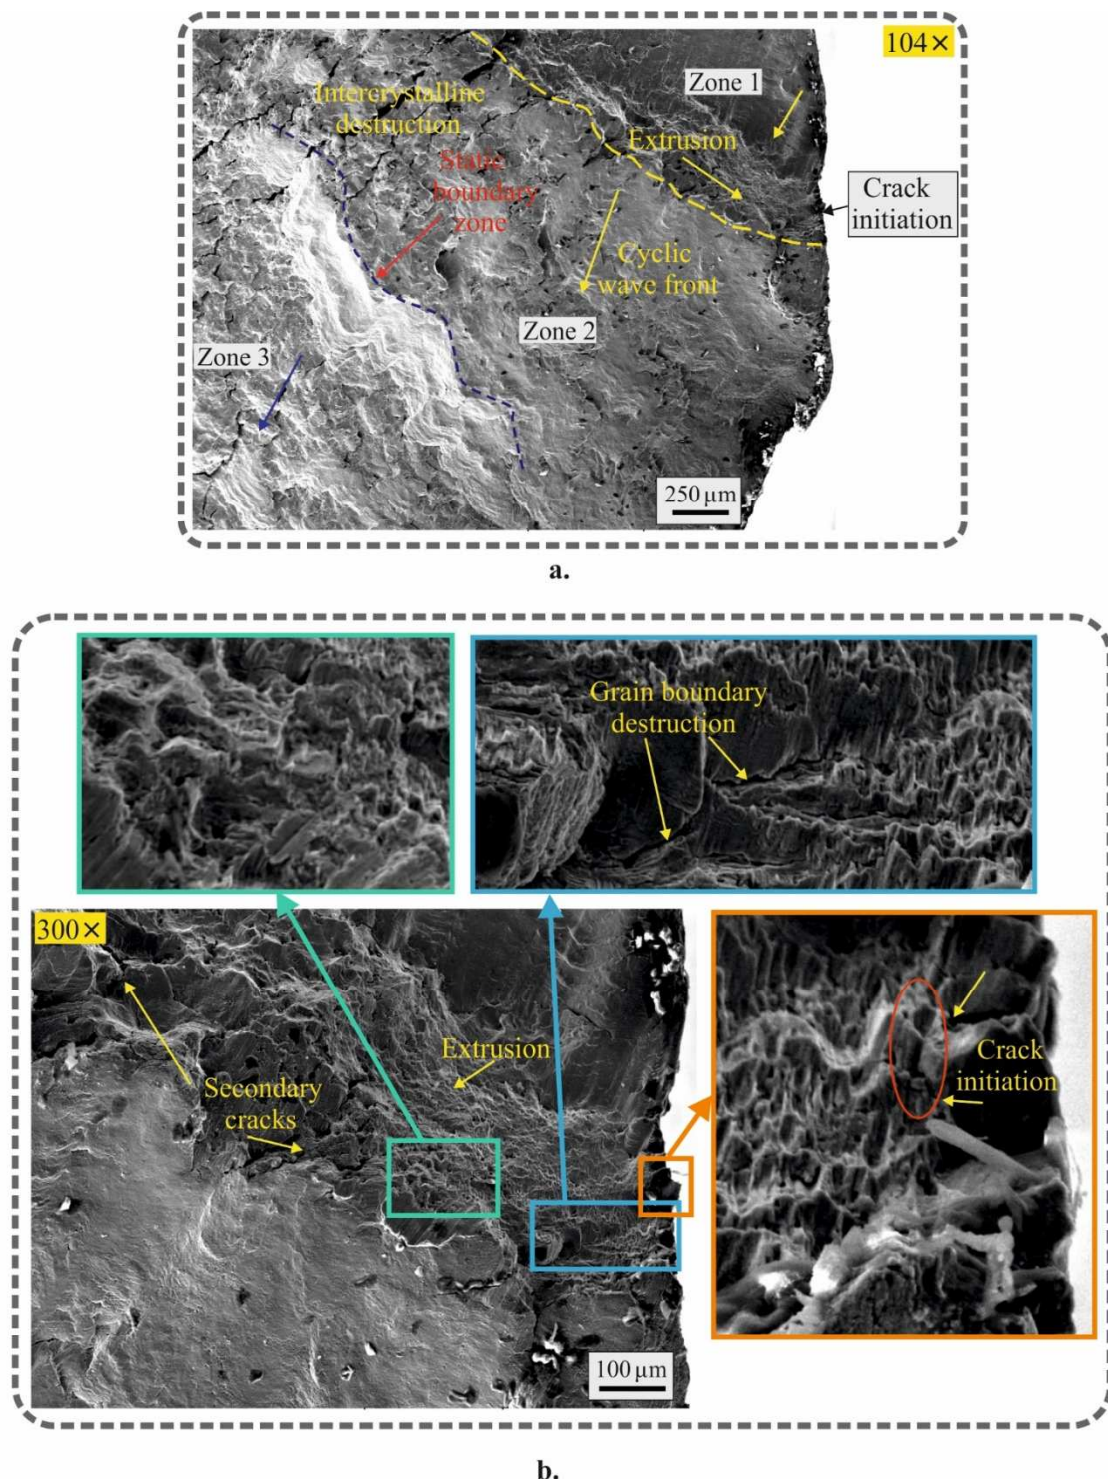 104×
Zone 1
Intercrystalline
destruction
Extrusion
Static
boundary
zone
Crack
initiation
Cyclic
wave front
Zone 2
Zone 3
250 µm
a.
Grain boundary
destruction
300×
Extrusion
Secondary
cracks
Crack
initiation
100 µm
b.